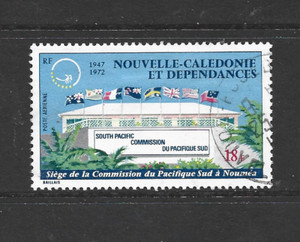 RF
1947
1972
NOUVELLE-CALEDONIE
ET DEPENDANCES
POSTE AERIENNE
SOUTH PACIFIC
COMMISSION
DU PACIFIQUE SUD
18F
Siège de la Commission du Pacifique Sud à Nouméa
BAILLAIS